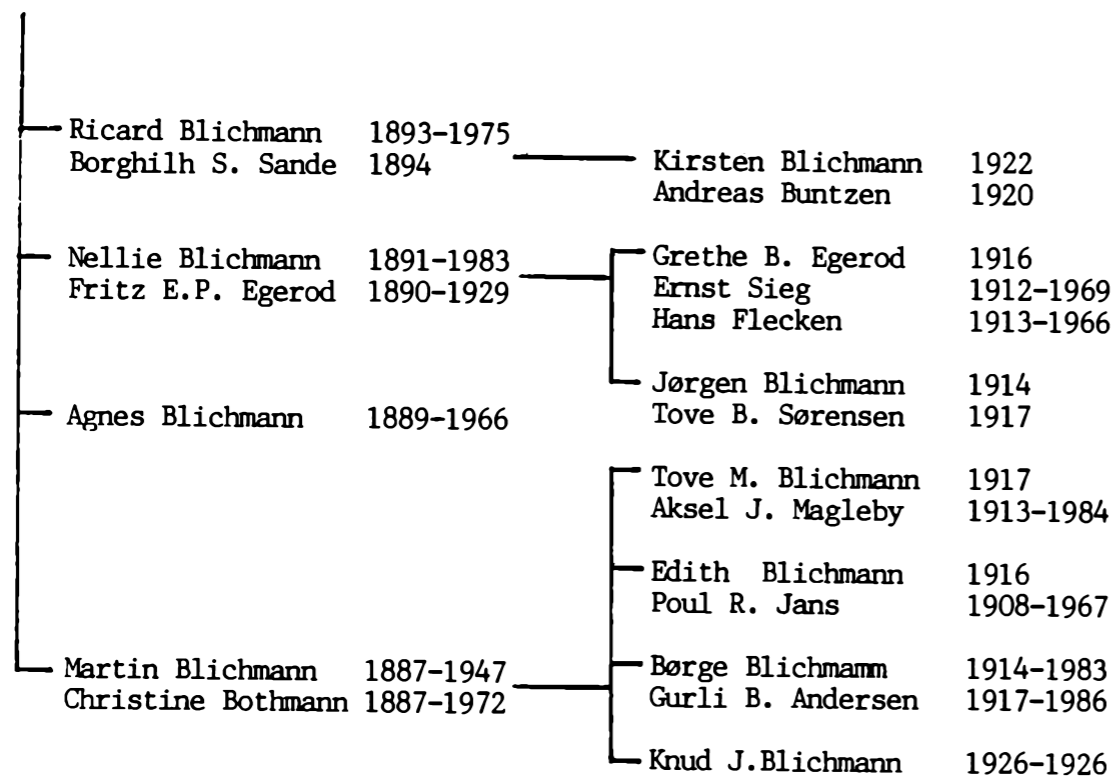 Ricard Blichmann 1893-1975
Borghilh S. Sande 1894
Kirsten Blichmann 1922
Andreas Buntzen 1920
Nellie Blichmann 1891-1983
Fritz E.P. Egerod 1890-1929
Grethe B. Egerod 1916
Ernst Sieg 1912-1969
Hans Flecken 1913-1966
Jørgen Blichmann 1914
Tove B. Sørensen 1917
Agnes Blichmann 1889-1966
Tove M. Blichmann 1917
Aksel J. Magleby 1913-1984
Edith Blichmann 1916
Poul R. Jans 1908-1967
Martin Blichmann 1887-1947
Christine Bothmann 1887-1972
Børge Blichmamm 1914-1983
Gurli B. Andersen 1917-1986
Knud J.Blichmann 1926-1926